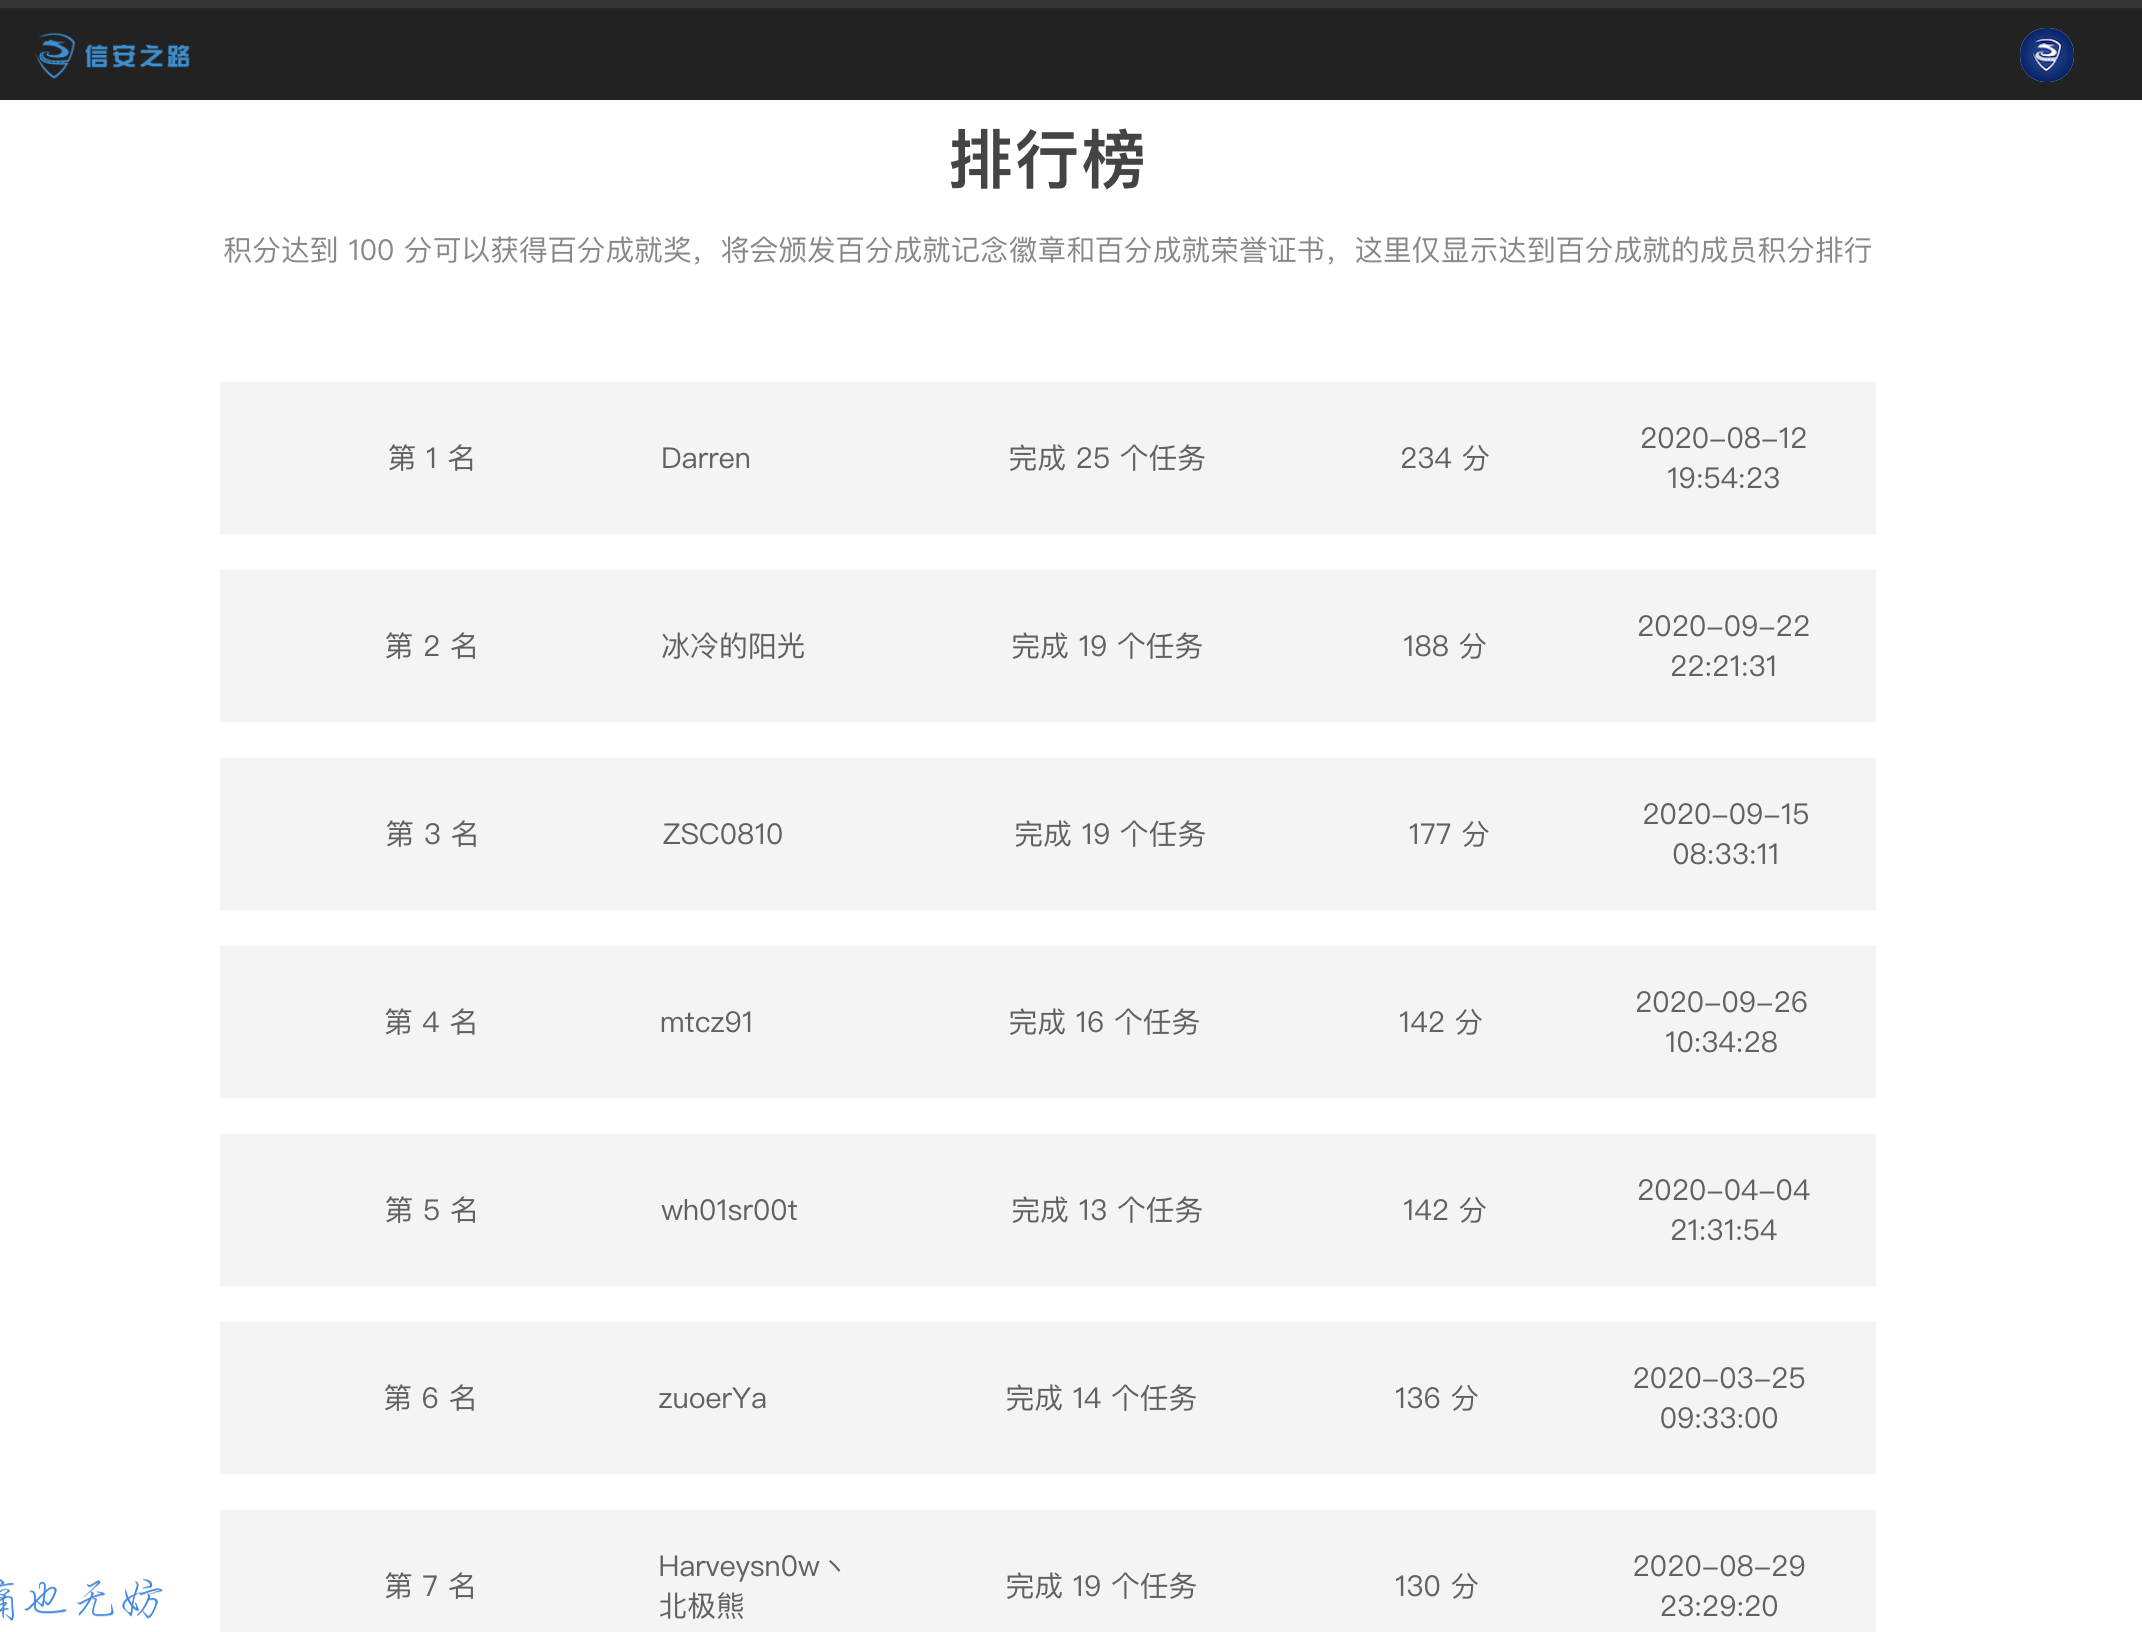 信安之路
排行榜
积分达到 100 分可以获得百分成就奖，将会颁发百分成就记念徽章和百分成就荣誉证书，这里仅显示达到百分成就的成员积分排行
第 1 名 Darren 完成 25 个任务 234 分 2020-08-12
19:54:23
第 2 名 冰冷的阳光 完成 19 个任务 188 分 2020-09-22
22:21:31
第 3 名 ZSC0810 完成 19 个任务 177 分 2020-09-15
08:33:11
第 4 名 mtcz91 完成 16 个任务 142 分 2020-09-26
10:34:28
第 5 名 wh01sr00t 完成 13 个任务 142 分 2020-04-04
21:31:54
第 6 名 zuoerYa 完成 14 个任务 136 分 2020-03-25
09:33:00
第 7 名 Harveysn0w丶 完成 19 个任务 130 分 2020-08-29
北极熊 23:29:20
也无妨